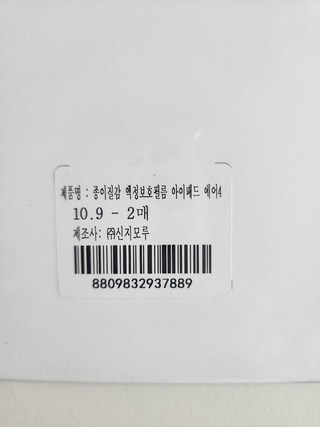 제품명 : 종이질감 액정보호필름 아이패드 에어4
10.9 - 2매
제조사: ㈜신지모루
8809832937889